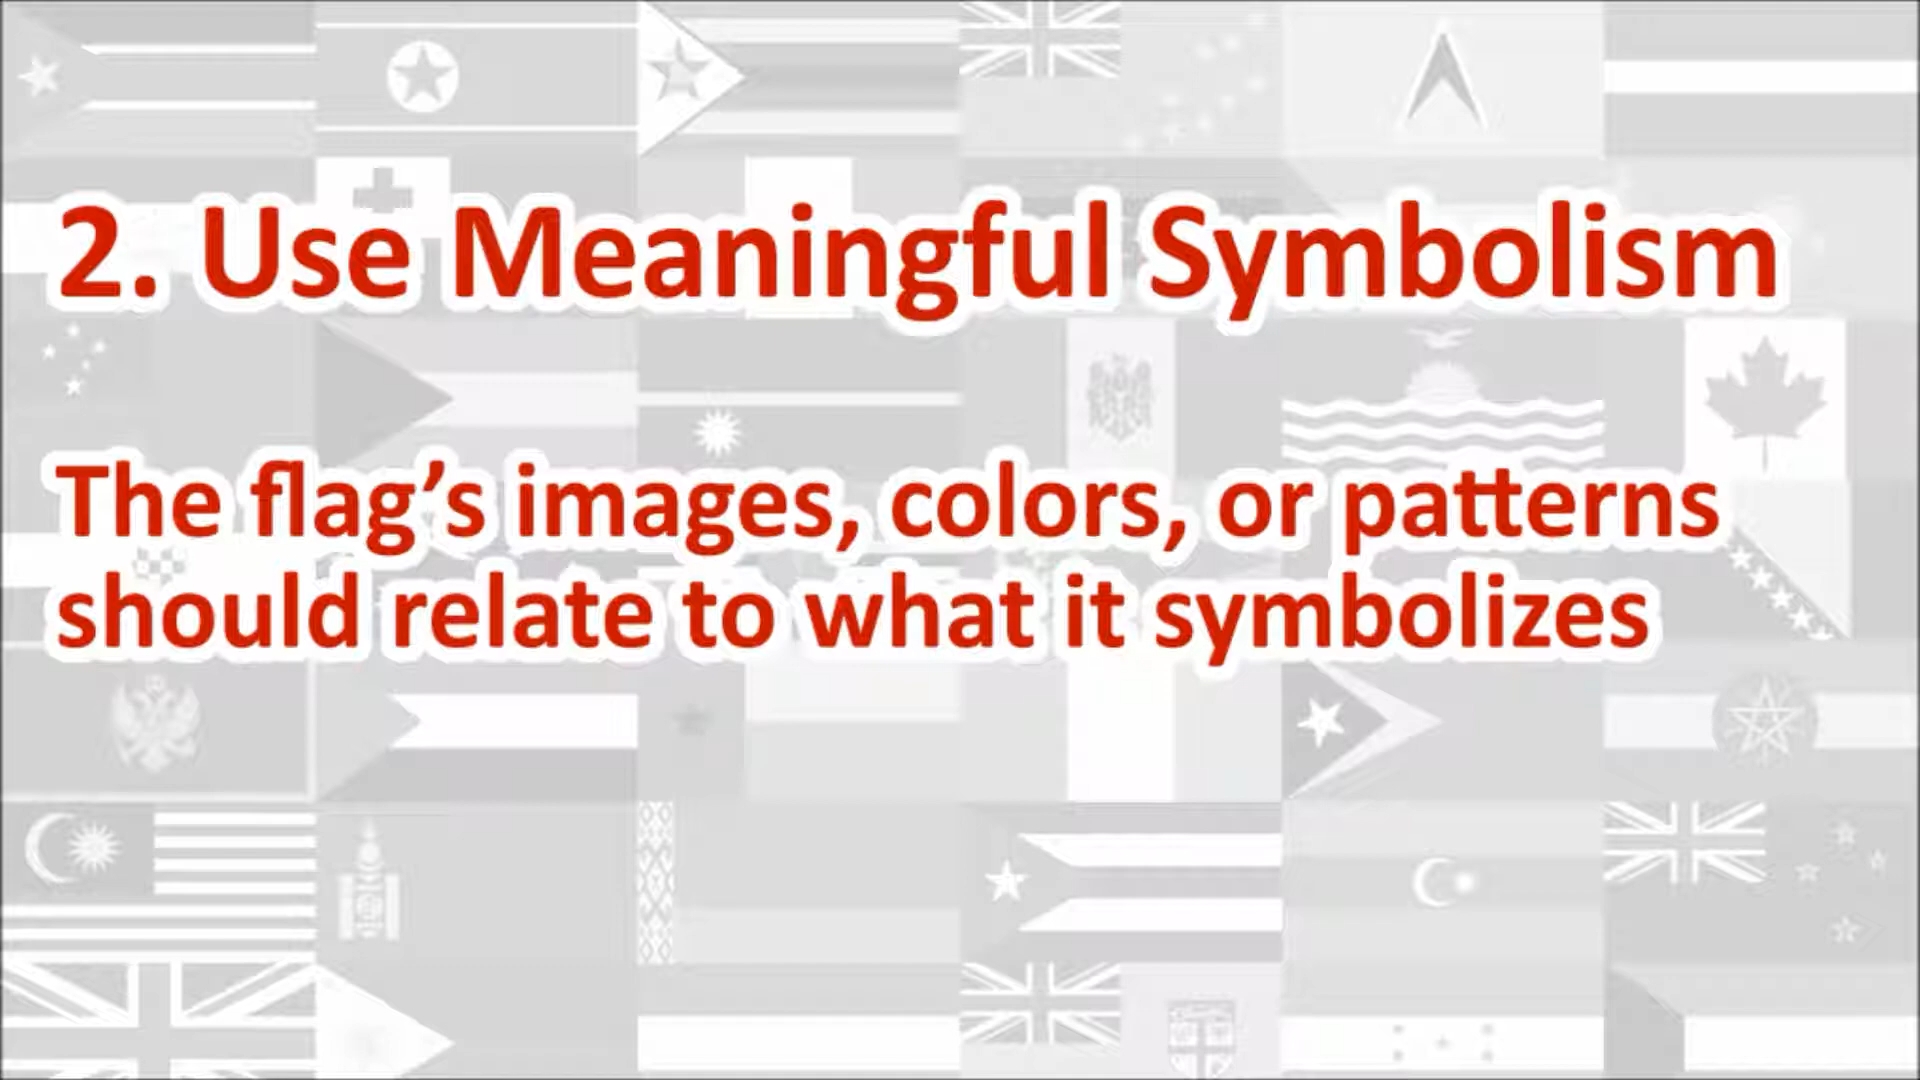 2. Use Meaningful Symbolism
The flag’s images, colors, or patterns
should relate to what it symbolizes